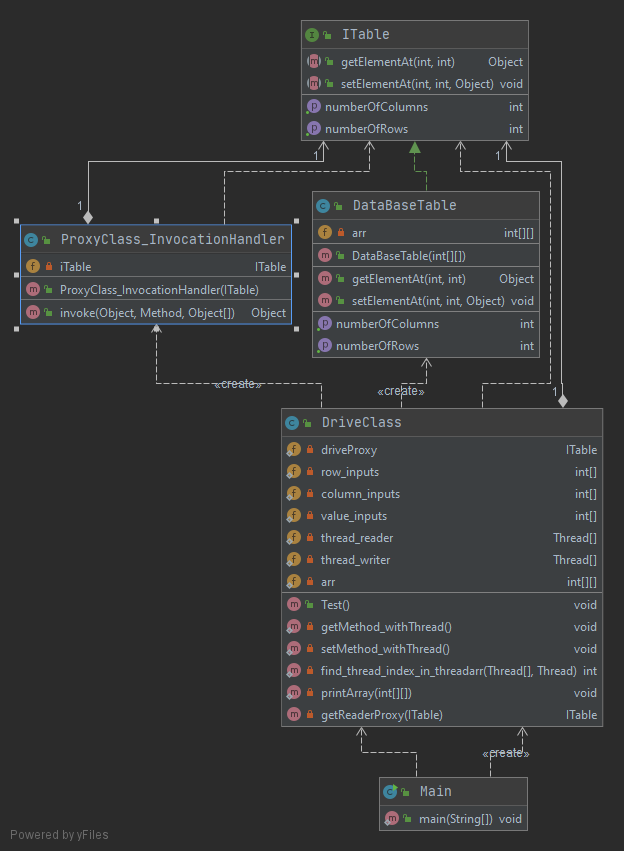 ITable
getElementAt(int, int) Object
setElementAt(int, int, Object) void
numberOfColumns int
numberOfRows int
1
1
1
DataBaseTable
arr int[][]
DataBaseTable(int[][])
getElementAt(int, int) Object
setElementAt(int, int, Object) void
numberOfColumns int
numberOfRows int
ProxyClass_InvocationHandler
iTable ITable
ProxyClass_InvocationHandler(ITable)
invoke(Object, Method, Object[]) Object
«create»
«create»
1
DriveClass
driveProxy ITable
row_inputs int[]
column_inputs int[]
value_inputs int[]
thread_reader Thread[]
thread_writer Thread[]
arr int[][]
Test() void
getMethod_withThread() void
setMethod_withThread() void
find_thread_index_in_threadarr(Thread[], Thread) int
printArray(int[][]) void
getReaderProxy(ITable) ITable
«create»
Main
main(String[]) void
Powered by yFiles